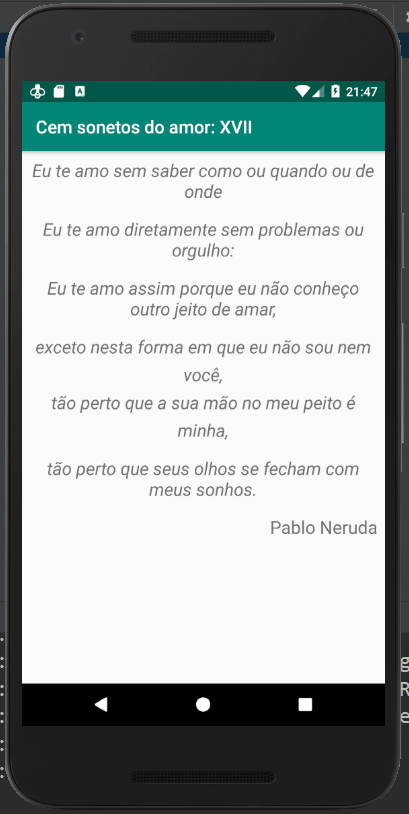 21:47
Cem sonetos do amor: XVII
Eu te amo sem saber como ou quando ou de
onde
Eu te amo diretamente sem problemas ou
orgulho:
Eu te amo assim porque eu não conheço
outro jeito de amar,
exceto nesta forma em que eu não sou nem
você,
tão perto que a sua mão no meu peito é
minha,
tão perto que seus olhos se fecham com
meus sonhos.
Pablo Neruda